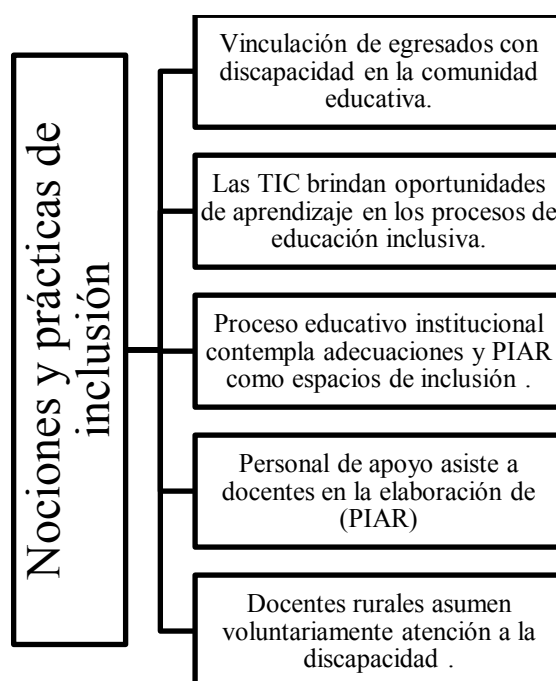 Nociones y prácticas de
inclusión
Vinculación de egresados con
discapacidad en la comunidad
educativa.
Las TIC brindan oportunidades
de aprendizaje en los procesos de
educación inclusiva.
Proceso educativo institucional
contempla adecuaciones y PIAR
como espacios de inclusión .
Personal de apoyo asiste a
docentes en la elaboración de
(PIAR)
Docentes rurales asumen
voluntariamente atención a la
discapacidad .